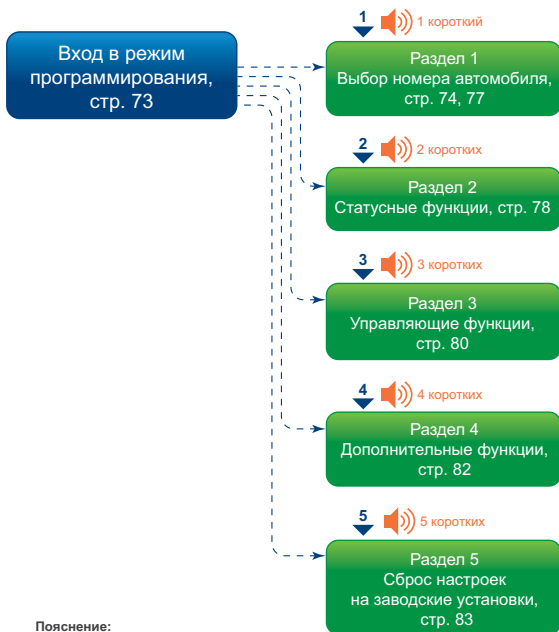 Вход в режим
программирования,
стр. 73
1
1 короткий
Раздел 1
Выбор номера автомобиля,
стр. 74, 77
2
2 коротких
Раздел 2
Статусные функции, стр. 78
3
3 коротких
Раздел 3
Управляющие функции,
стр. 80
4
4 коротких
Раздел 4
Дополнительные функции,
стр. 82
5
5 коротких
Раздел 5
Сброс настроек
на заводские установки,
стр. 83
Пояснение: